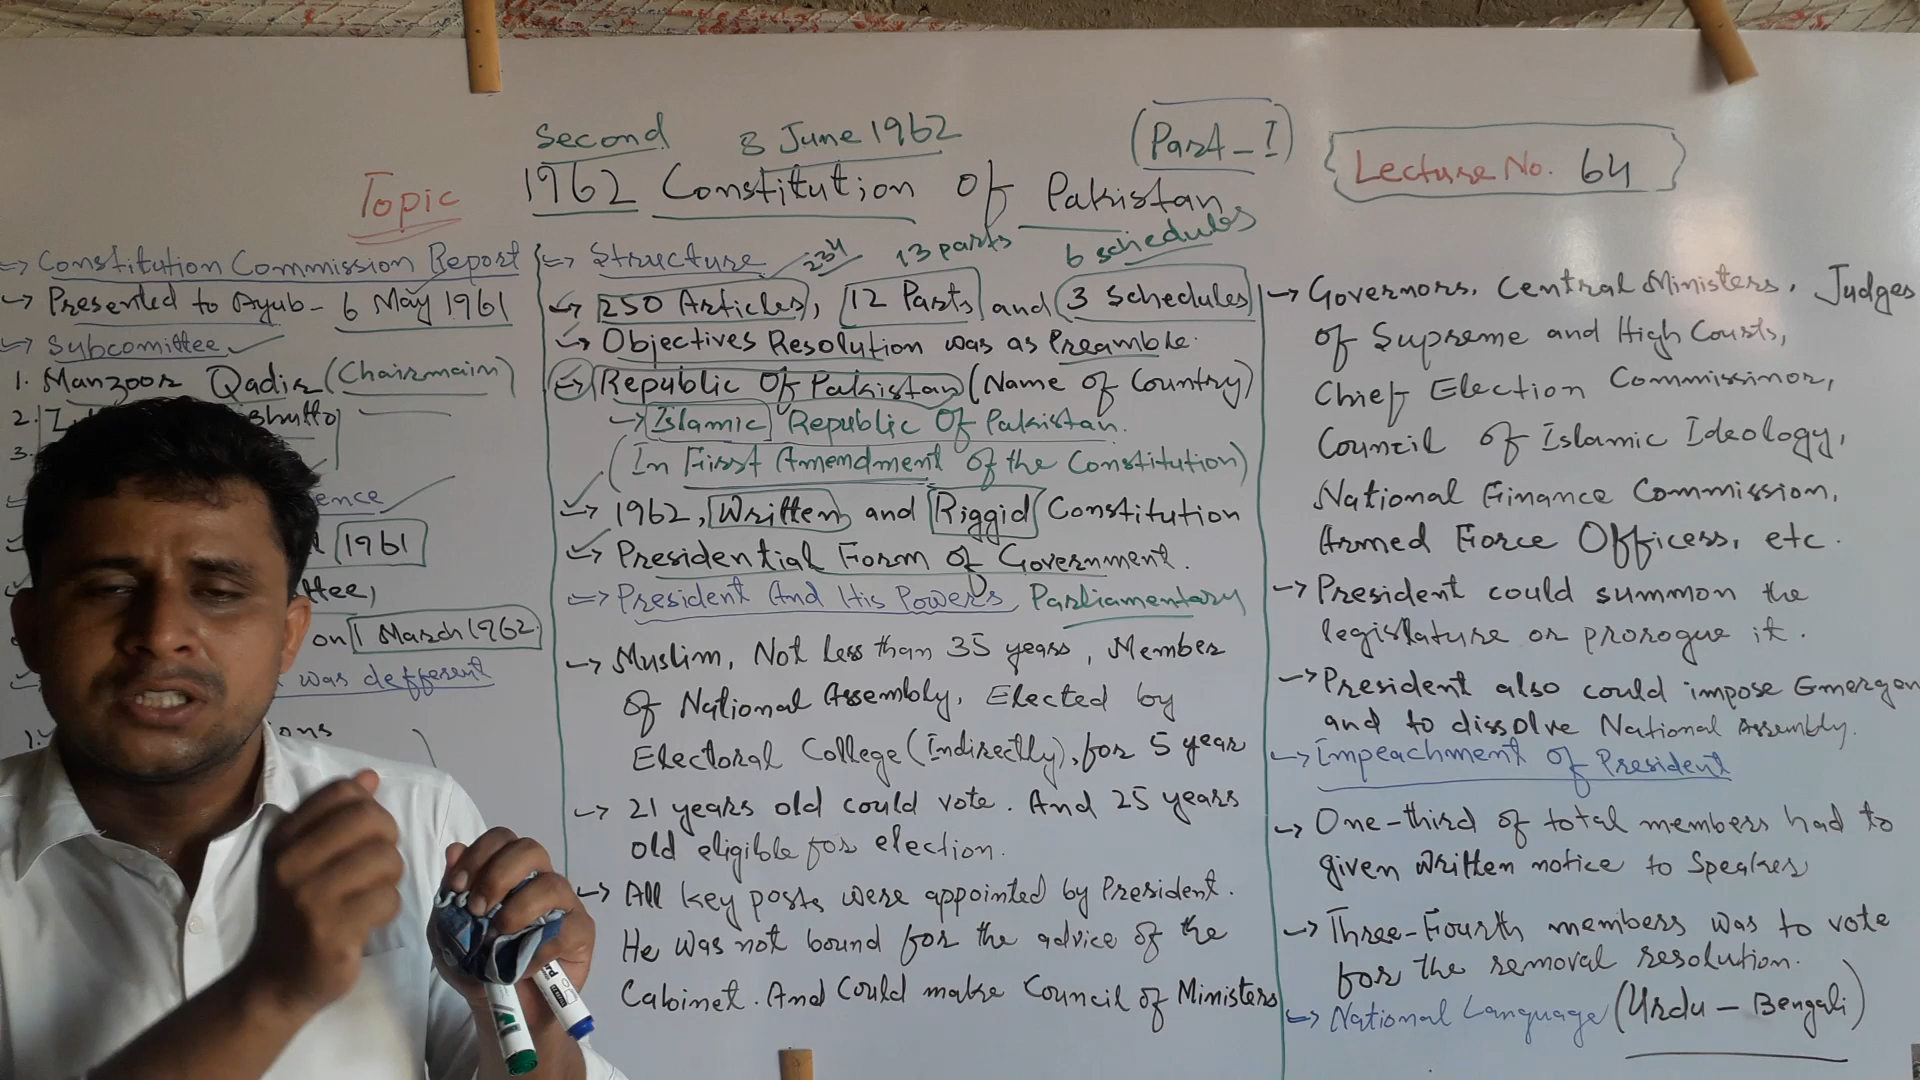 Second 8 June 1962
(Part-I)
Lecture No. 64
Topic
1962 Constitution Of Pakistan
=> Constitution Commission Report
-> Presented to Ayub - 6 May 1961
-> Subcomittee
1. Manzoor Qadir (Chairmain)
2. Bhutto
3.
ence
1961
ttee,
on 1 March 1962
was defferent
1.
ons
=> Structure 234 13 parts 6 schedules
-> 250 Articles, 12 Parts and 3 Schedules
-> Objectives Resolution was as Preamble.
-> Republic Of Pakistan (Name of Country)
-> Islamic Republic Of Pakistan.
(In First Amendment of the Constitution)
-> 1962, Written and Riggid Constitution
-> Presidential Form of Government.
=> President And His Powers Parliamentary
-> Muslim, Not less than 35 years, Member
of National Assembly, Elected by
Electoral College (Indirectly), for 5 year
-> 21 years old could vote. And 25 years
old eligible for election.
-> All key posts were appointed by President.
He was not bound for the advice of the
Cabinet. And Could make Council of Ministers
-> Governors, Central Ministers, Judges
of Supreme and High Courts,
Chief Election Commissinor,
Council of Islamic Ideology,
National Finance Commission,
Armed Force Officess, etc.
-> President could summon the
legislature or prorogue it.
-> President also could impose Emergen
and to dissolve National Assembly.
-> Impeachment of President
-> One-third of total members had to
given written notice to Speaker
-> Three-Fourth members was to vote
for the removal resolution.
-> National Language (Urdu - Bengali)